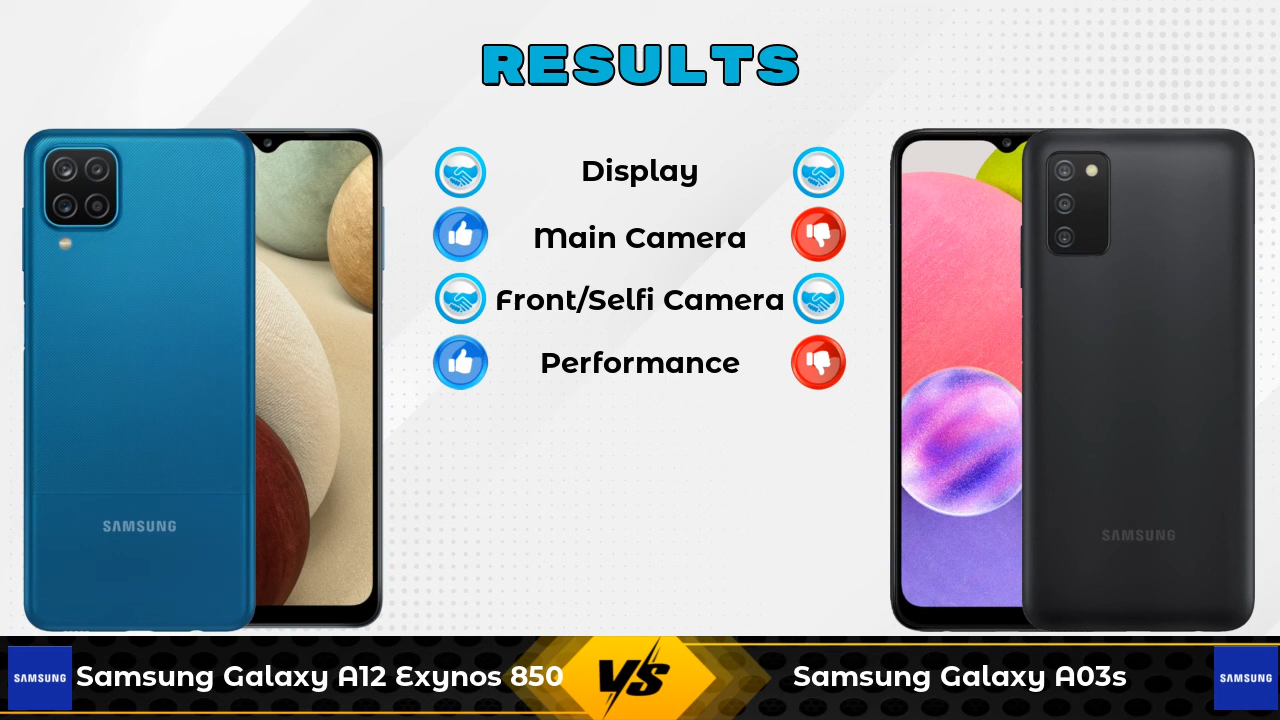 RESULTS
Display
Main Camera
Front/Selfi Camera
Performance
SAMSUNG
SAMSUNG
SAMSUNG
Samsung Galaxy A12 Exynos 850
VS
Samsung Galaxy A03s
SAMSUNG